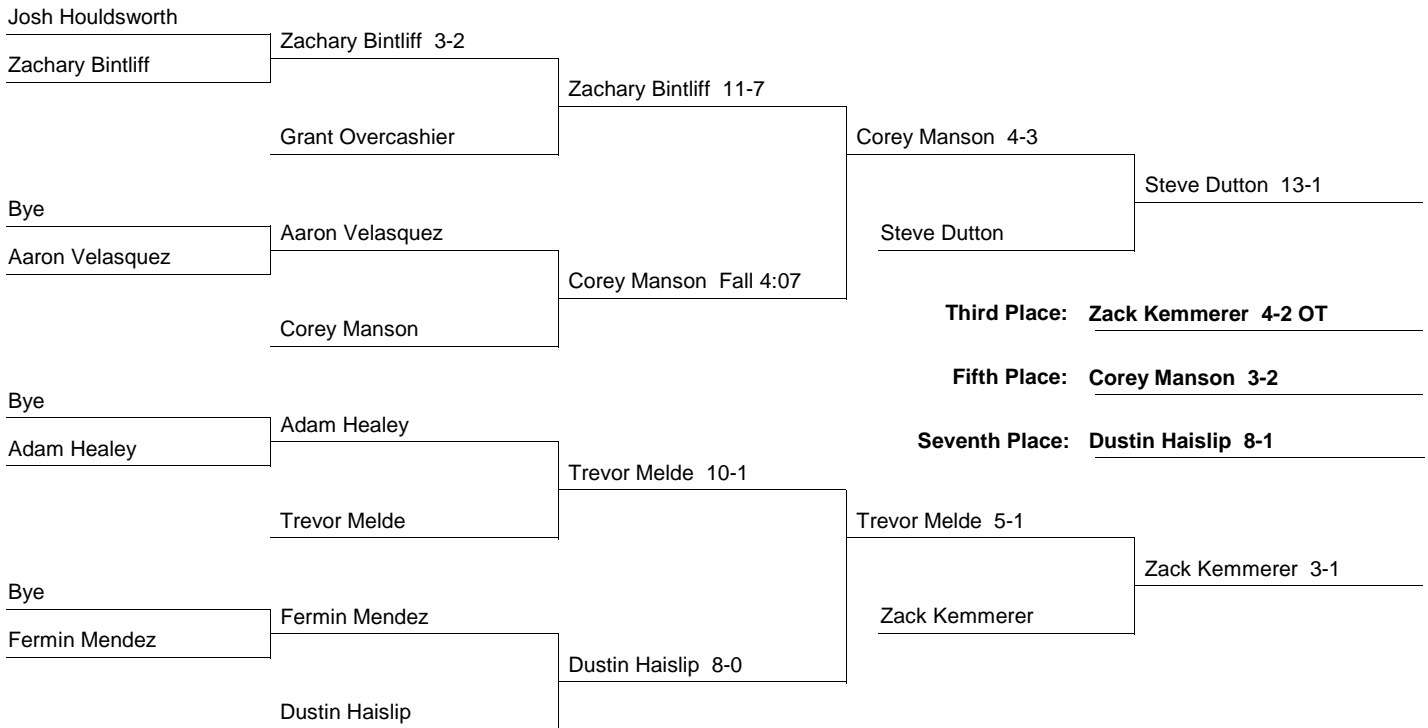 Josh Houldsworth
Zachary Bintliff 3-2
Zachary Bintliff
Zachary Bintliff 11-7
Grant Overcashier
Corey Manson 4-3
Steve Dutton 13-1
Bye
Aaron Velasquez
Steve Dutton
Aaron Velasquez
Corey Manson Fall 4:07
Third Place: Zack Kemmerer 4-2 OT
Corey Manson
Fifth Place: Corey Manson 3-2
Bye
Adam Healey
Seventh Place: Dustin Haislip 8-1
Adam Healey
Trevor Melde 10-1
Trevor Melde
Trevor Melde 5-1
Zack Kemmerer 3-1
Bye
Fermin Mendez
Zack Kemmerer
Fermin Mendez
Dustin Haislip 8-0
Dustin Haislip